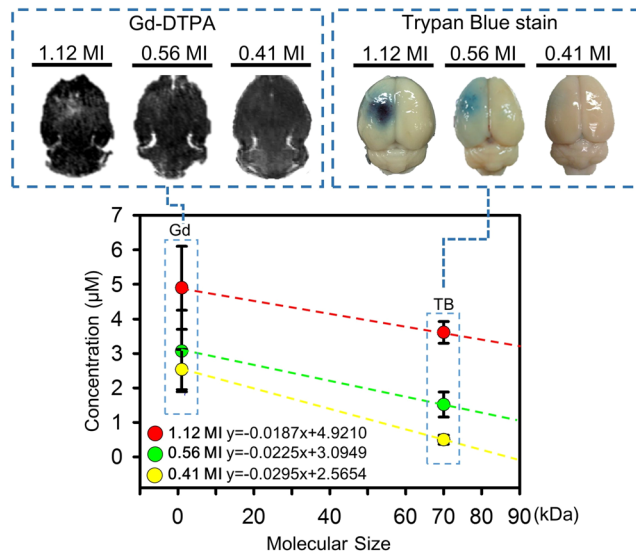 Gd-DTPA
1.12 MI 0.56 MI 0.41 MI
Trypan Blue stain
1.12 MI 0.56 MI 0.41 MI
7
6
5
4
3
2
1
0
Concentration (μM)
Gd
TB
1.12 MI y=-0.0187x+4.9210
0.56 MI y=-0.0225x+3.0949
0.41 MI y=-0.0295x+2.5654
0 10 20 30 40 50 60 70 80 90 (kDa)
Molecular Size